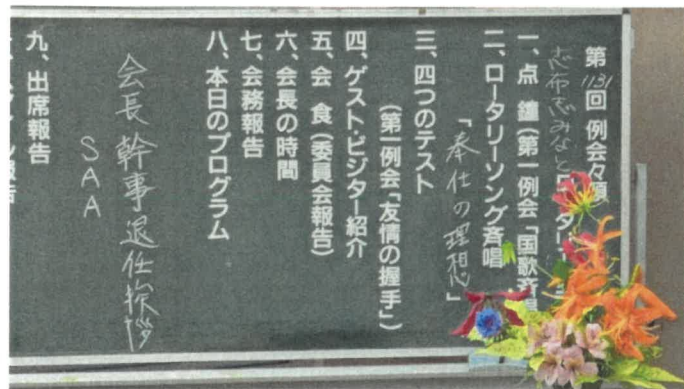 第1131回 例会々順
志布志みなとロータリー
一、点 鐘(第一例会「国歌斉唱
二、ロータリーソング斉唱
「奉仕の理想」
三、四つのテスト
(第一例会「友情の握手」)
四、ゲスト・ビジター紹介
五、会 食(委員会報告)
六、会長の時間
七、会務報告
八、本日のプログラム
会長 幹事 退任挨拶
SAA
九、出席報告